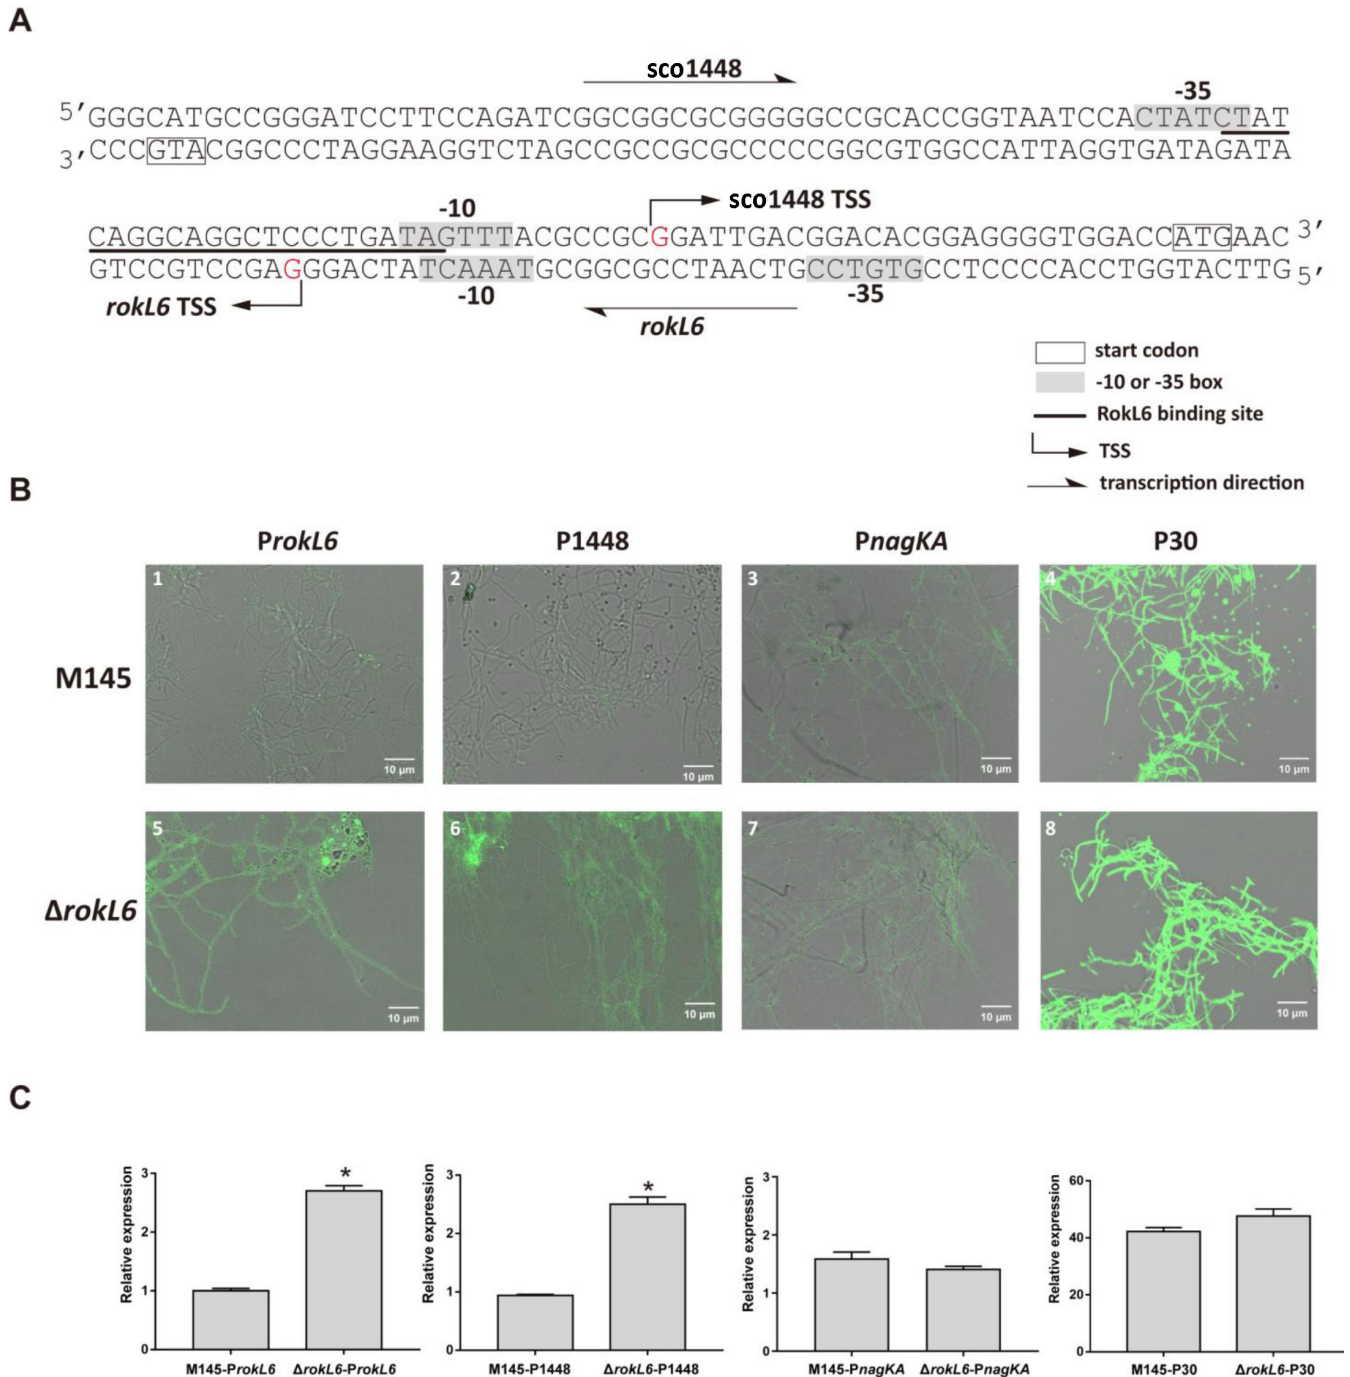 A
sco1448
-35
5′GGGCATGCCGGGATCCTTCCAGATCGGCGGCGCGGGGGCCGCACCGGTAATCCACTATCTAT
3′CCCGTACGGCCCTAGGAAGGTCTAGCCGCCGCGCCCCCGGCGTGGCCATTAGGTGATAGATA
-10
sco1448 TSS
CAGGCAGGCTCCCTGATAGTTTACGCCGCGGATTGACGGACACGGAGGGGTGGACCATGAAC 3′
GTCCGTCCGAGGGACTATCAAATGCGGCGCCTAACTGCCTGTGCCTCCCCACCTGGTACTTG 5′
rokL6 TSS
-10
rokL6
-35
start codon
-10 or -35 box
RokL6 binding site
TSS
transcription direction
B
ProkL6 P1448 PnagKA P30
M145
1 2 3 4
10 µm 10 µm 10 µm 10 µm
ΔrokL6
5 6 7 8
10 µm 10 µm 10 µm 10 µm
C
Relative expression
3
2
1
0
*
M145-ProkL6 ΔrokL6-ProkL6
Relative expression
3
2
1
0
*
M145-P1448 ΔrokL6-P1448
Relative expression
3
2
1
0
M145-PnagKA ΔrokL6-PnagKA
Relative expression
60
40
20
0
M145-P30 ΔrokL6-P30